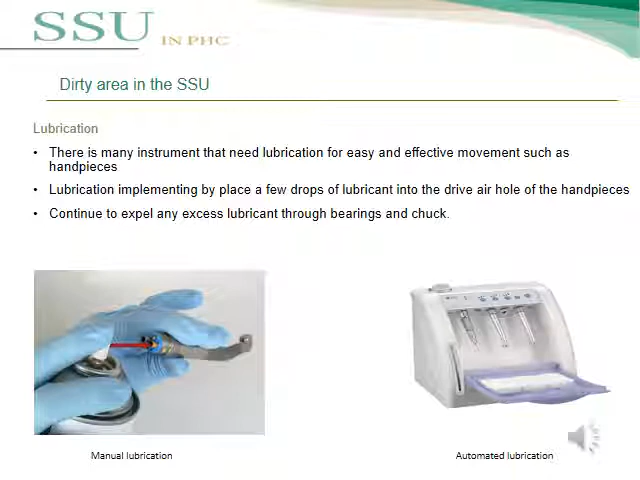 SSU IN PHC
Dirty area in the SSU
Lubrication
• There is many instrument that need lubrication for easy and effective movement such as
handpieces
• Lubrication implementing by place a few drops of lubricant into the drive air hole of the handpieces
• Continue to expel any excess lubricant through bearings and chuck.
Manual lubrication
Automated lubrication